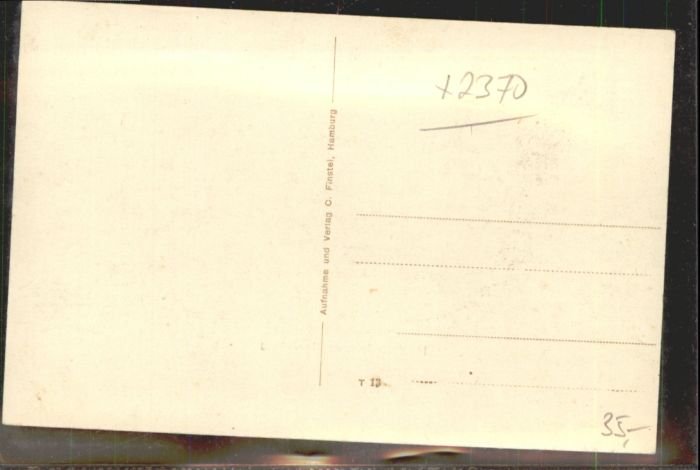 x2370
Aufnahme und Verlag C. Finstel, Hamburg
T 13
35,-